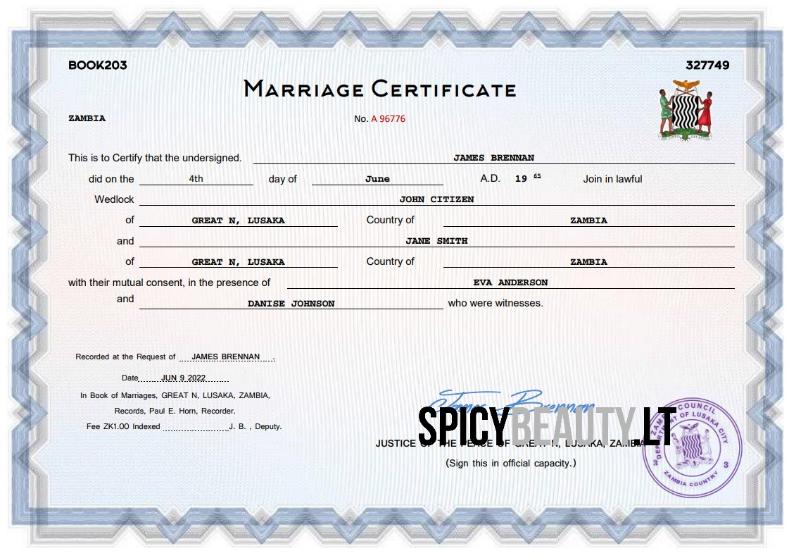 BOOK203 327749
MARRIAGE CERTIFICATE
ZAMBIA No. A 96776
This is to Certify that the undersigned. JAMES BRENNAN
did on the 4th day of June A.D. 19 65 Join in lawful
Wedlock JOHN CITIZEN
of GREAT N, LUSAKA Country of ZAMBIA
and JANE SMITH
of GREAT N, LUSAKA Country of ZAMBIA
with their mutual consent, in the presence of EVA ANDERSON
and DANISE JOHNSON who were witnesses.
Recorded at the Request of JAMES BRENNAN
Date JUN 9 2022
In Book of Marriages, GREAT N, LUSAKA, ZAMBIA,
Records, Paul E. Horn, Recorder.
Fee ZK1.00 Indexed J. B. , Deputy.
James Brennan
SPICYBEAUTY.LT
JUSTICE OF THE PEACE OF GREAT N, LUSAKA, ZAMBIA
(Sign this in official capacity.)
COUNCIL
DEPARTMENT OF LUSAKA CITY
ZAMBIA COUNTRY